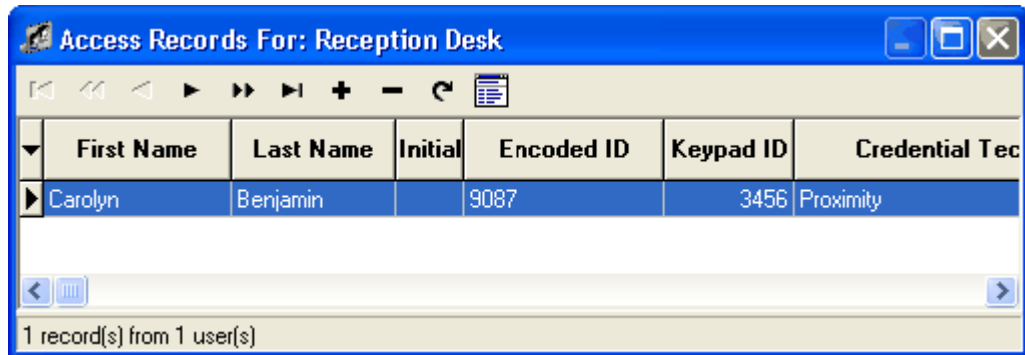 Access Records For: Reception Desk
First Name Last Name Initial Encoded ID Keypad ID Credential Tec
Carolyn Benjamin 9087 3456 Proximity
1 record(s) from 1 user(s)